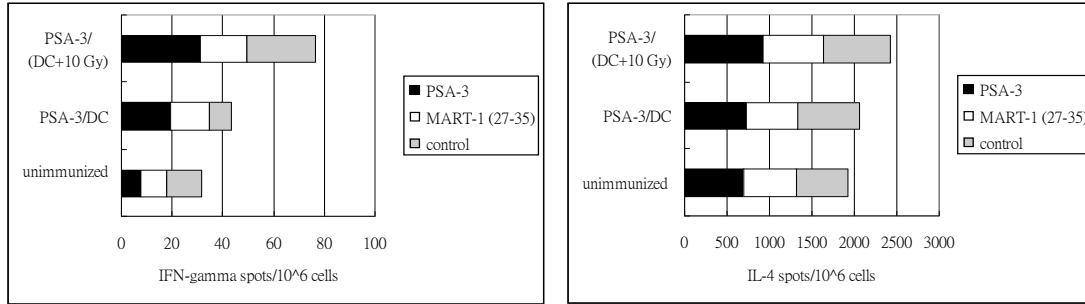 PSA-3/
(DC+10 Gy)
PSA-3/DC
unimmunized
0 20 40 60 80 100
IFN-gamma spots/10^6 cells
PSA-3
MART-1 (27-35)
control
PSA-3/
(DC+10 Gy)
PSA-3/DC
unimmunized
0 500 1000 1500 2000 2500 3000
IL-4 spots/10^6 cells
PSA-3
MART-1 (27-35)
control